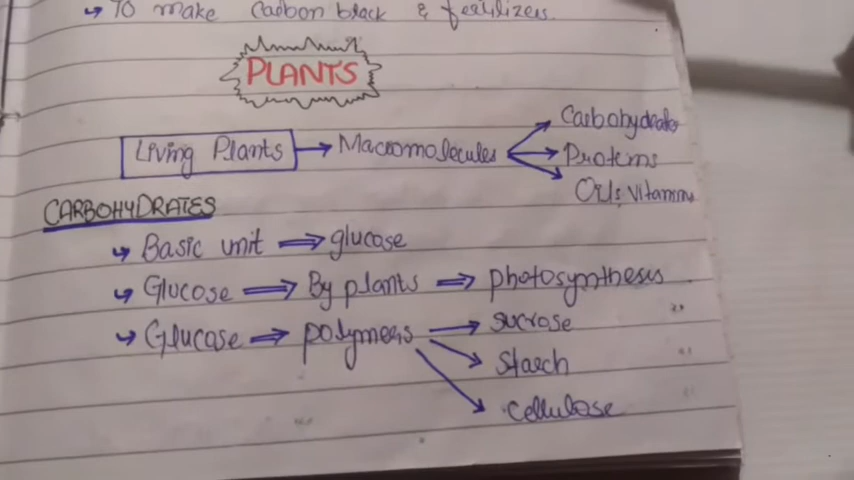 ↳ To make Carbon black & fertilizers.
PLANTS
Living Plants → Macromolecules → Carbohydrates
→ Proteins
→ Oils, Vitamins
CARBOHYDRATES
↳ Basic unit ⇒ glucose
↳ Glucose ⇒ By plants ⇒ photosynthesis
↳ Glucose ⇒ polymers → sucrose
→ Starch
→ cellulose